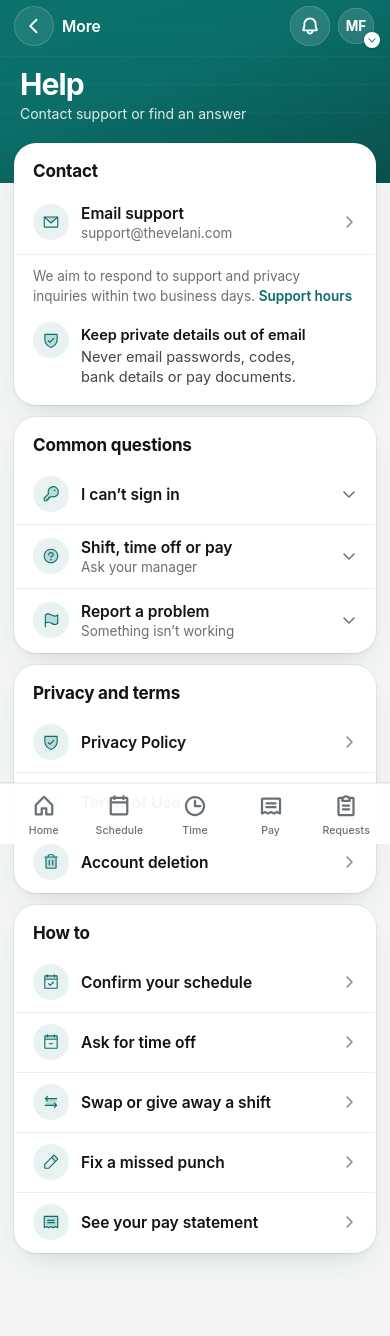 More
MF
Help
Contact support or find an answer
Contact
Email support
support@thevelani.com
We aim to respond to support and privacy
inquiries within two business days. Support hours
Keep private details out of email
Never email passwords, codes,
bank details or pay documents.
Common questions
I can’t sign in
Shift, time off or pay
Ask your manager
Report a problem
Something isn’t working
Privacy and terms
Privacy Policy
Terms of Use
Home
Schedule
Time
Pay
Requests
Account deletion
How to
Confirm your schedule
Ask for time off
Swap or give away a shift
Fix a missed punch
See your pay statement